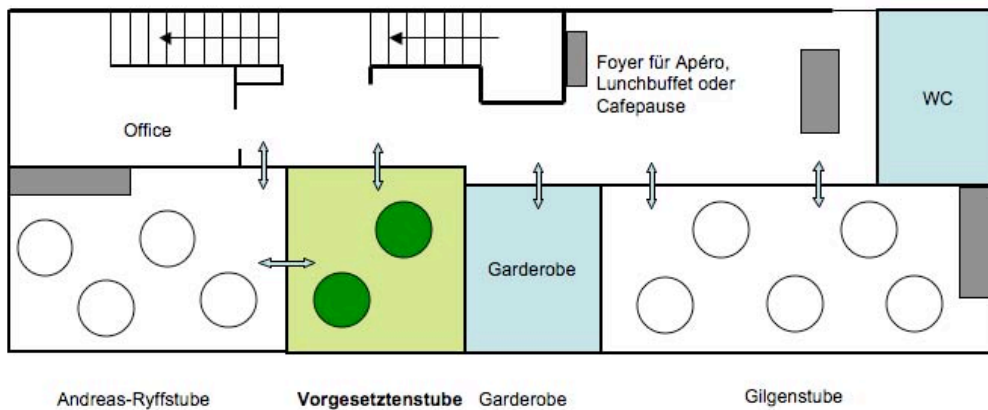 Foyer für Apéro,
Lunchbuffet oder
Cafepause
WC
Office
Garderobe
Andreas-Ryffstube
Vorgesetztenstube
Garderobe
Gilgenstube